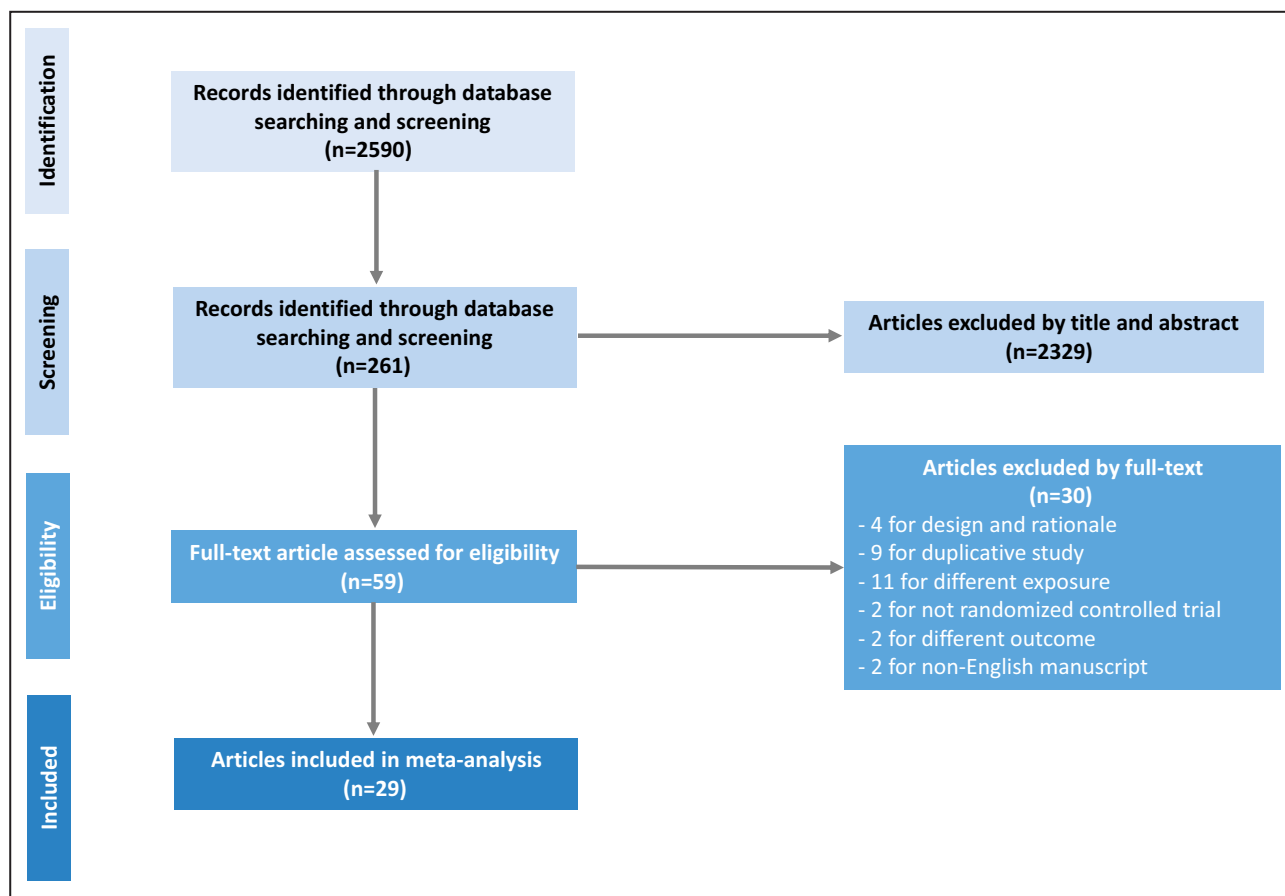 Identification
Records identified through database
searching and screening
(n=2590)
Screening
Records identified through database
searching and screening
(n=261)
Articles excluded by title and abstract
(n=2329)
Eligibility
Full-text article assessed for eligibility
(n=59)
Articles excluded by full-text
(n=30)
- 4 for design and rationale
- 9 for duplicative study
- 11 for different exposure
- 2 for not randomized controlled trial
- 2 for different outcome
- 2 for non-English manuscript
Included
Articles included in meta-analysis
(n=29)